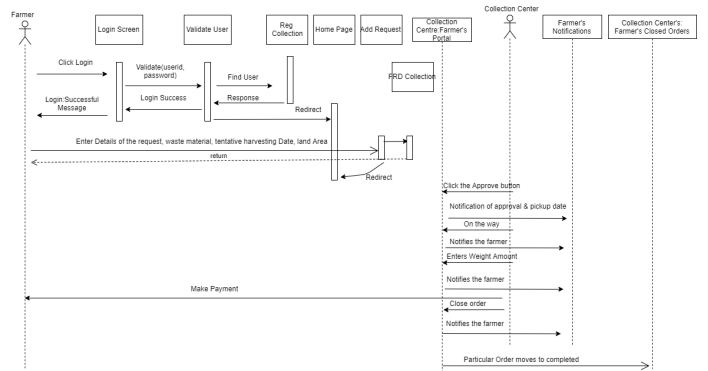 Collection Center
Farmer
Login Screen
Validate User
Reg
Collection
Home Page
Add Request
Collection
Centre:Farmer's
Portal
Farmer's
Notifications
Collection Center's:
Farmer's Closed Orders
Click Login
Validate(userid,
password)
Find User
FRD Collection
Login:Successful
Message
Login Success
Response
Redirect
Enter Details of the request, waste material, tentative harvesting Date, land Area
return
Redirect
Click the Approve button
Notification of approval & pickup date
On the way
Notifies the farmer
Enters Weight Amount
Notifies the farmer
Make Payment
Close order
Notifies the farmer
Particular Order moves to completed